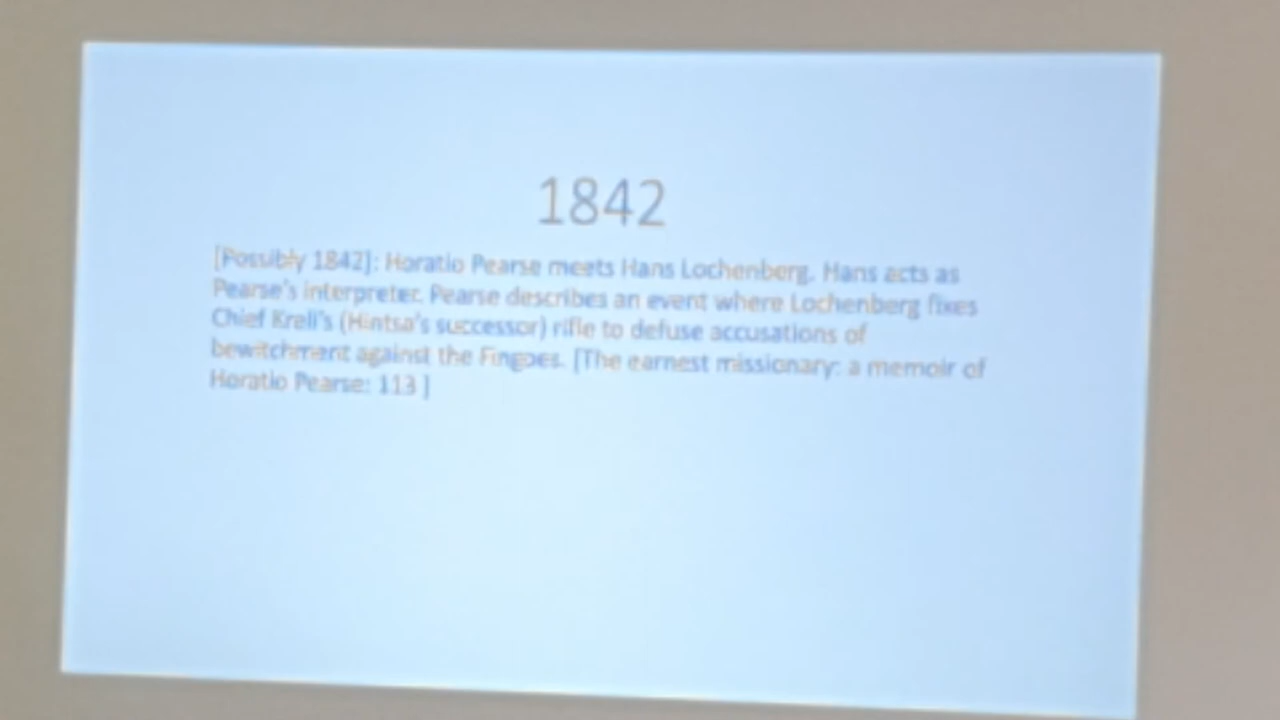 1842
[Possibly 1842]: Horatio Pearse meets Hans Lochenberg. Hans acts as
Pearse's interpreter. Pearse describes an event where Lochenberg fixes
Chief Kreli's (Hintsa's successor) rifle to defuse accusations of
bewitchment against the Fingoes. [The earnest missionary: a memoir of
Horatio Pearse: 113 ]